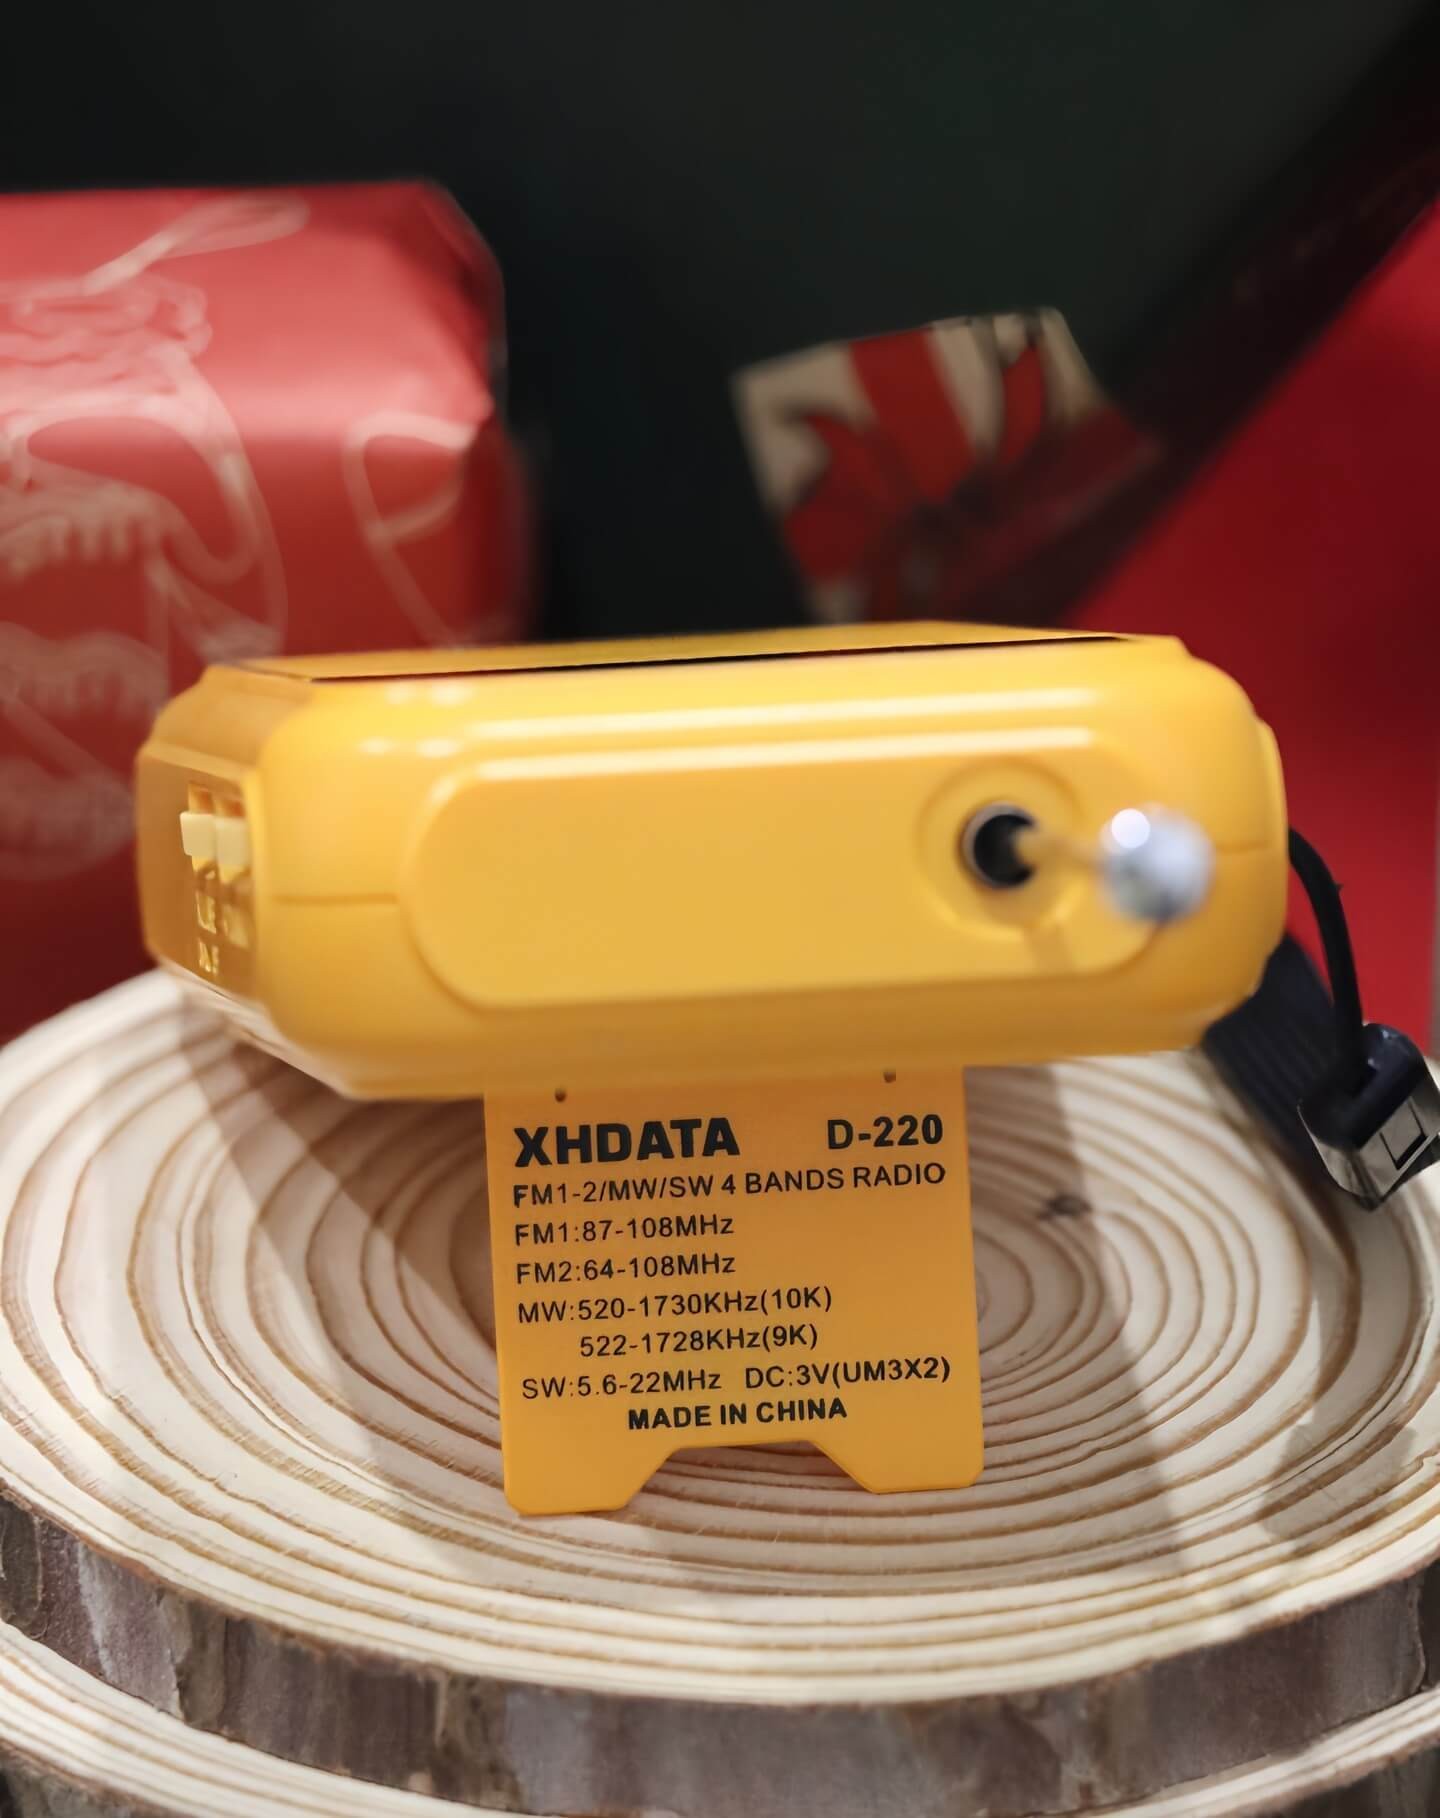 XHDATA D-220
FM1-2/MW/SW 4 BANDS RADIO
FM1:87-108MHz
FM2:64-108MHz
MW:520-1730KHz(10K)
522-1728KHz(9K)
SW:5.6-22MHz DC:3V(UM3X2)
MADE IN CHINA